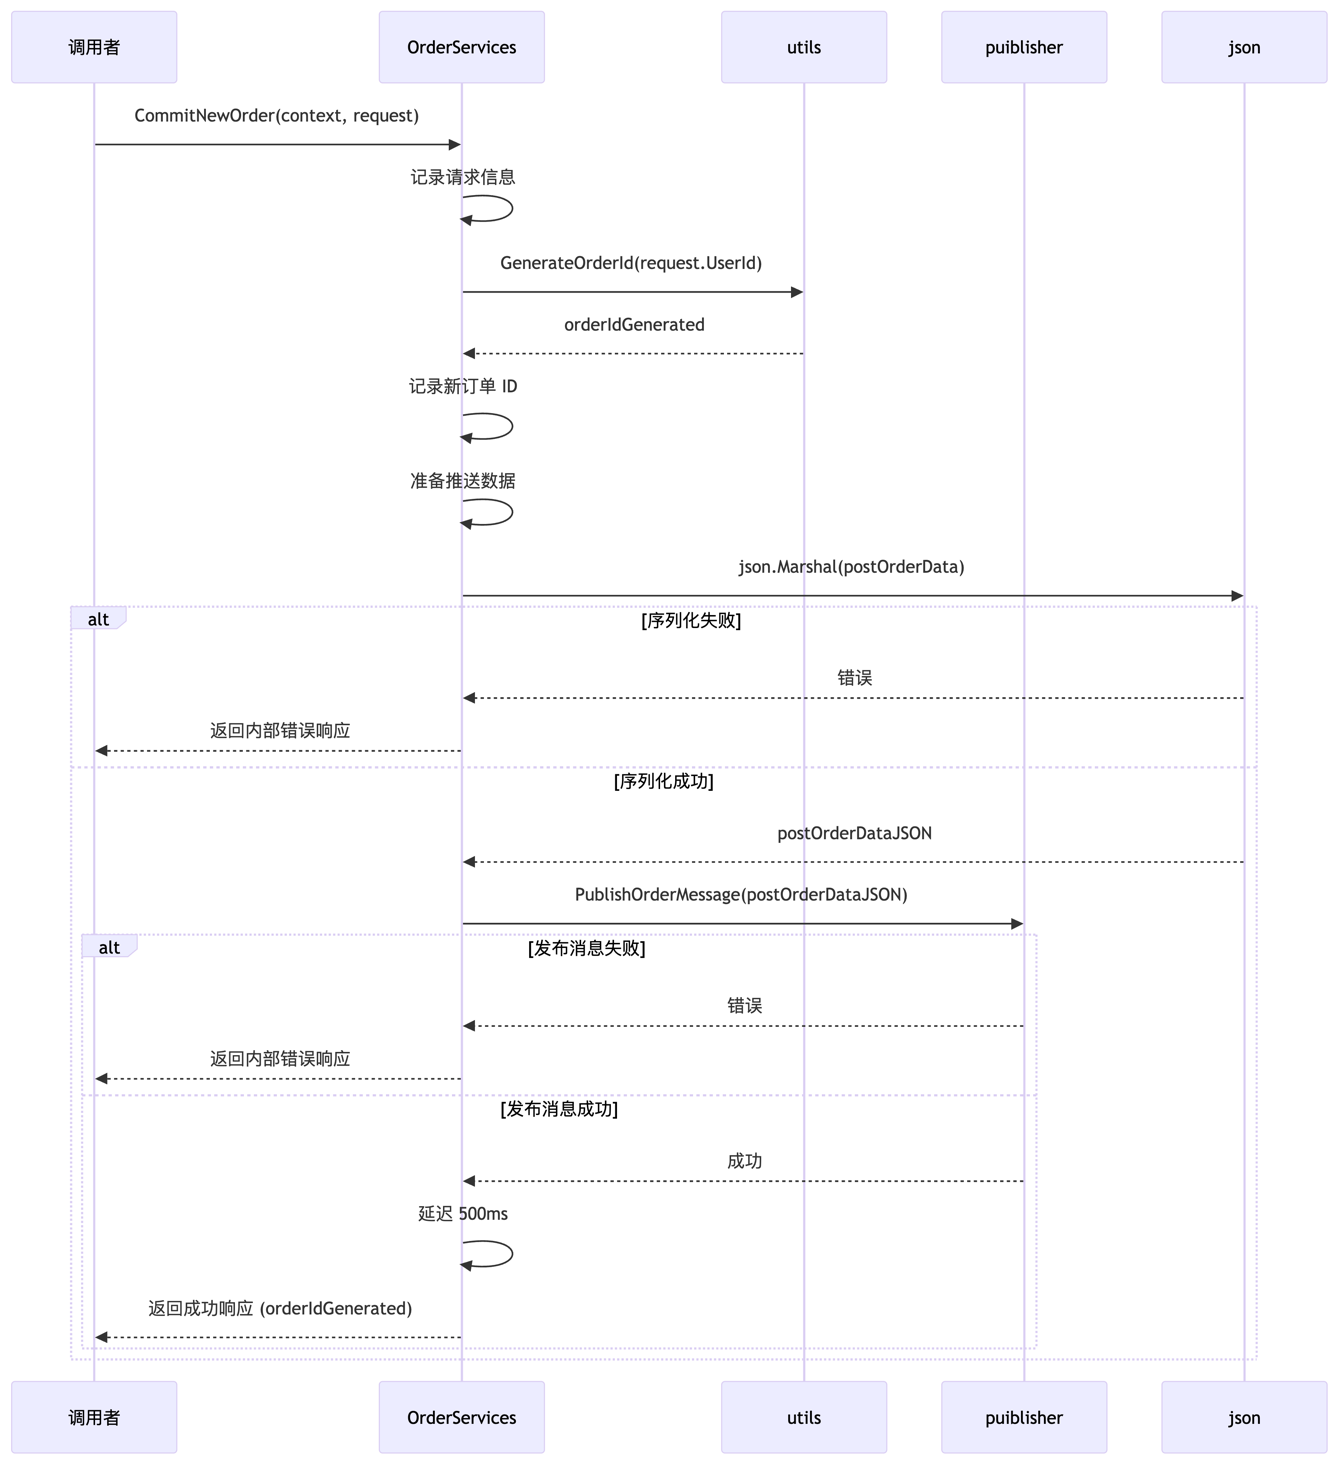 调用者
OrderServices
utils
puiblisher
json
CommitNewOrder(context, request)
记录请求信息
GenerateOrderId(request.UserId)
orderIdGenerated
记录新订单 ID
准备推送数据
json.Marshal(postOrderData)
alt
[序列化失败]
错误
返回内部错误响应
[序列化成功]
postOrderDataJSON
PublishOrderMessage(postOrderDataJSON)
alt
[发布消息失败]
错误
返回内部错误响应
[发布消息成功]
成功
延迟 500ms
返回成功响应 (orderIdGenerated)
调用者
OrderServices
utils
puiblisher
json